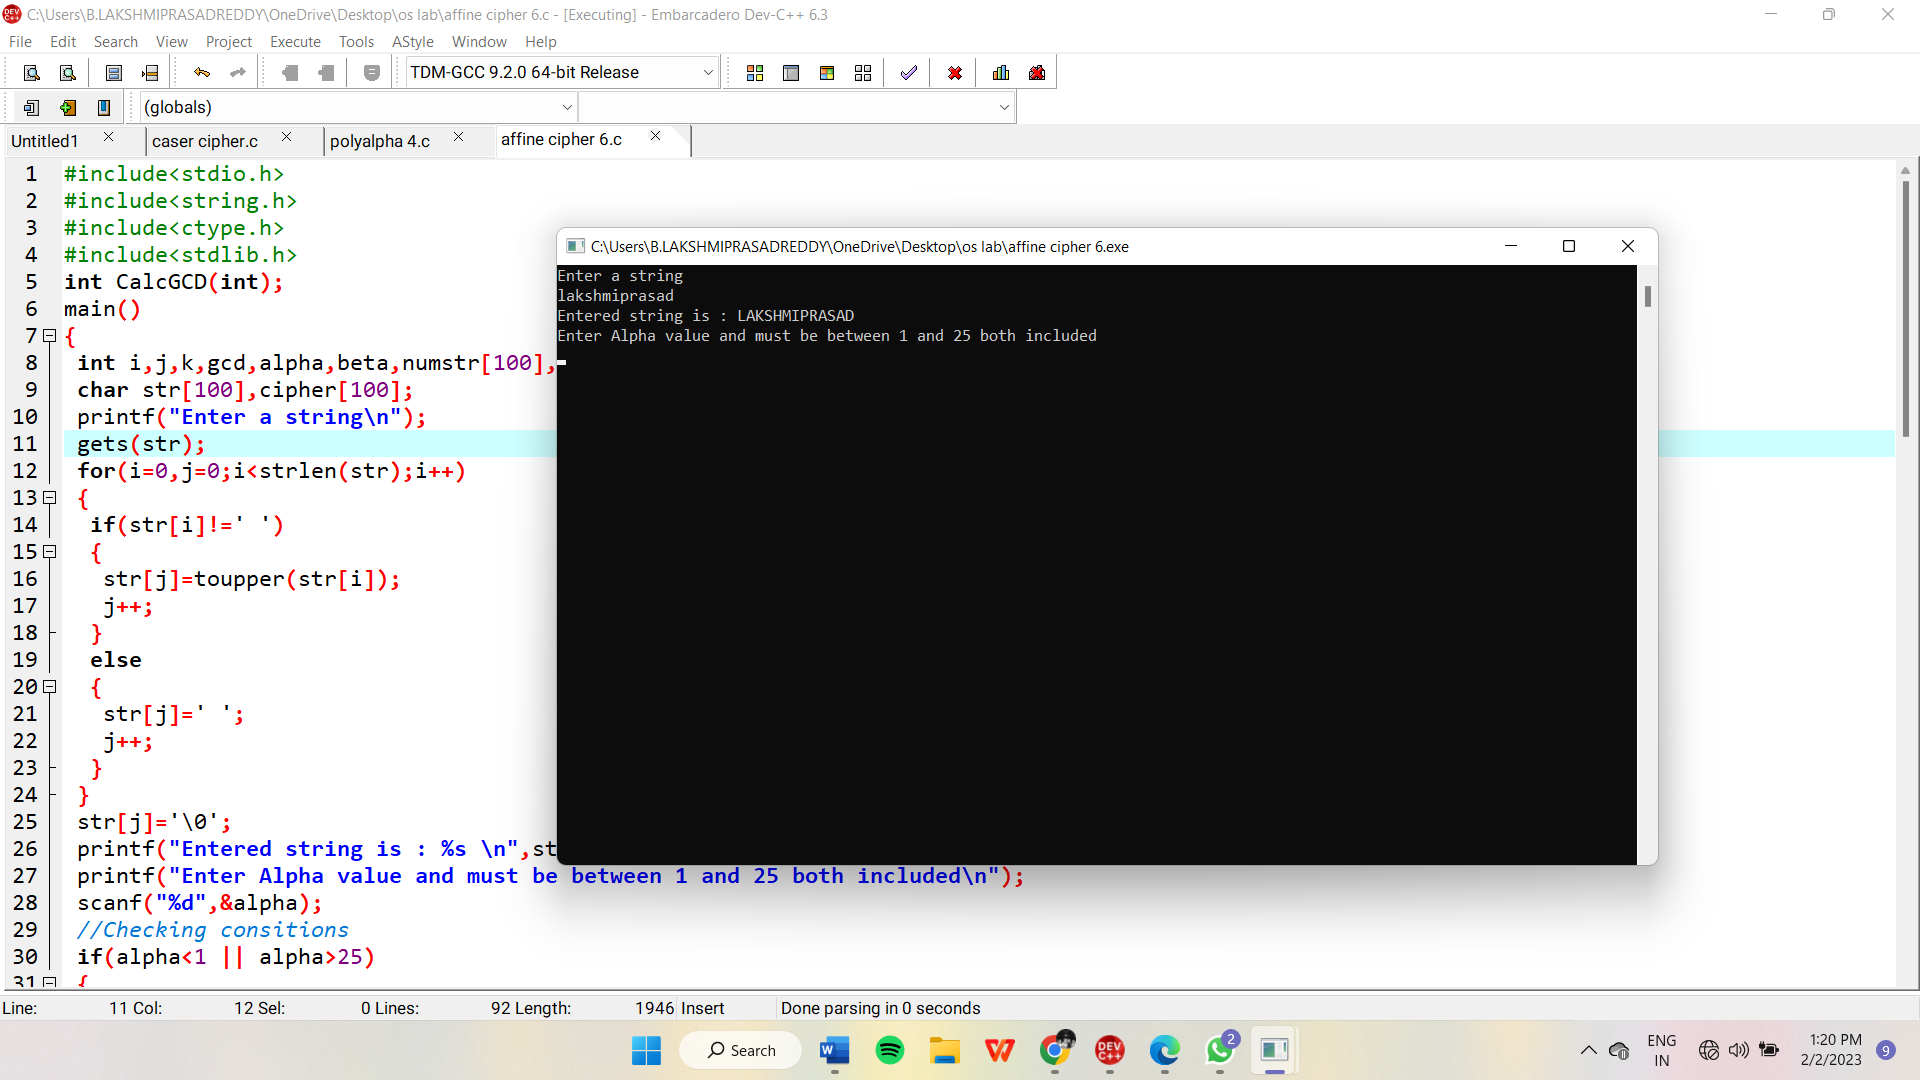 C:\Users\B.LAKSHMIPRASADREDDY\OneDrive\Desktop\os lab\affine cipher 6.c - [Executing] - Embarcadero Dev-C++ 6.3
File Edit Search View Project Execute Tools AStyle Window Help
TDM-GCC 9.2.0 64-bit Release
(globals)
Untitled1 caser cipher.c polyalpha 4.c affine cipher 6.c
1 #include<stdio.h>
2 #include<string.h>
3 #include<ctype.h>
4 #include<stdlib.h>
5 int CalcGCD(int);
6 main()
7 {
8 int i,j,k,gcd,alpha,beta,numstr[100],
9 char str[100],cipher[100];
10 printf("Enter a string\n");
11 gets(str);
12 for(i=0,j=0;i<strlen(str);i++)
13 {
14 if(str[i]!=' ')
15 {
16 str[j]=toupper(str[i]);
17 j++;
18 }
19 else
20 {
21 str[j]=' ';
22 j++;
23 }
24 }
25 str[j]='\0';
26 printf("Entered string is : %s \n",st
27 printf("Enter Alpha value and must be between 1 and 25 both included\n");
28 scanf("%d",&alpha);
29 //Checking consitions
30 if(alpha<1 || alpha>25)
31 {
C:\Users\B.LAKSHMIPRASADREDDY\OneDrive\Desktop\os lab\affine cipher 6.exe
Enter a string
lakshmiprasad
Entered string is : LAKSHMIPRASAD
Enter Alpha value and must be between 1 and 25 both included
Line: 11 Col: 12 Sel: 0 Lines: 92 Length: 1946 Insert Done parsing in 0 seconds
Search
DEV C++
2
ENG
IN
1:20 PM
2/2/2023
9